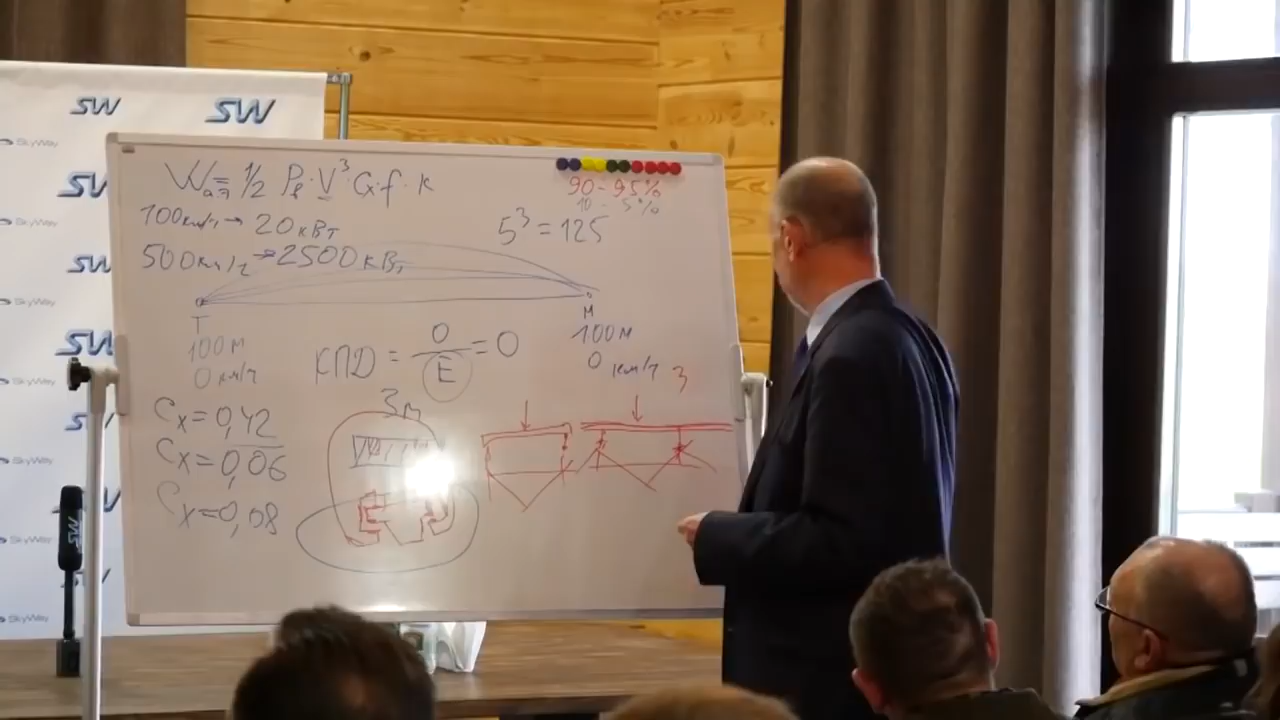 SW SW
SkyWay
SW
SkyWay
SW
SkyWay
SW
SkyWay
SW
SkyWay
SkyWay
SkyWay
SW
Wаэ = 1/2 Рв · V³ · Cx · f · k
90 - 95%
10 - 5%
100 км/ч → 20 кВт
5³ = 125
500 км/ч → 2500 кВт
Т
М
100 м
100 м
0 км/ч
0 км/ч
КПД = 0/E = 0
3
3м
Cx = 0,42
Cx = 0,06
Cx = 0,08